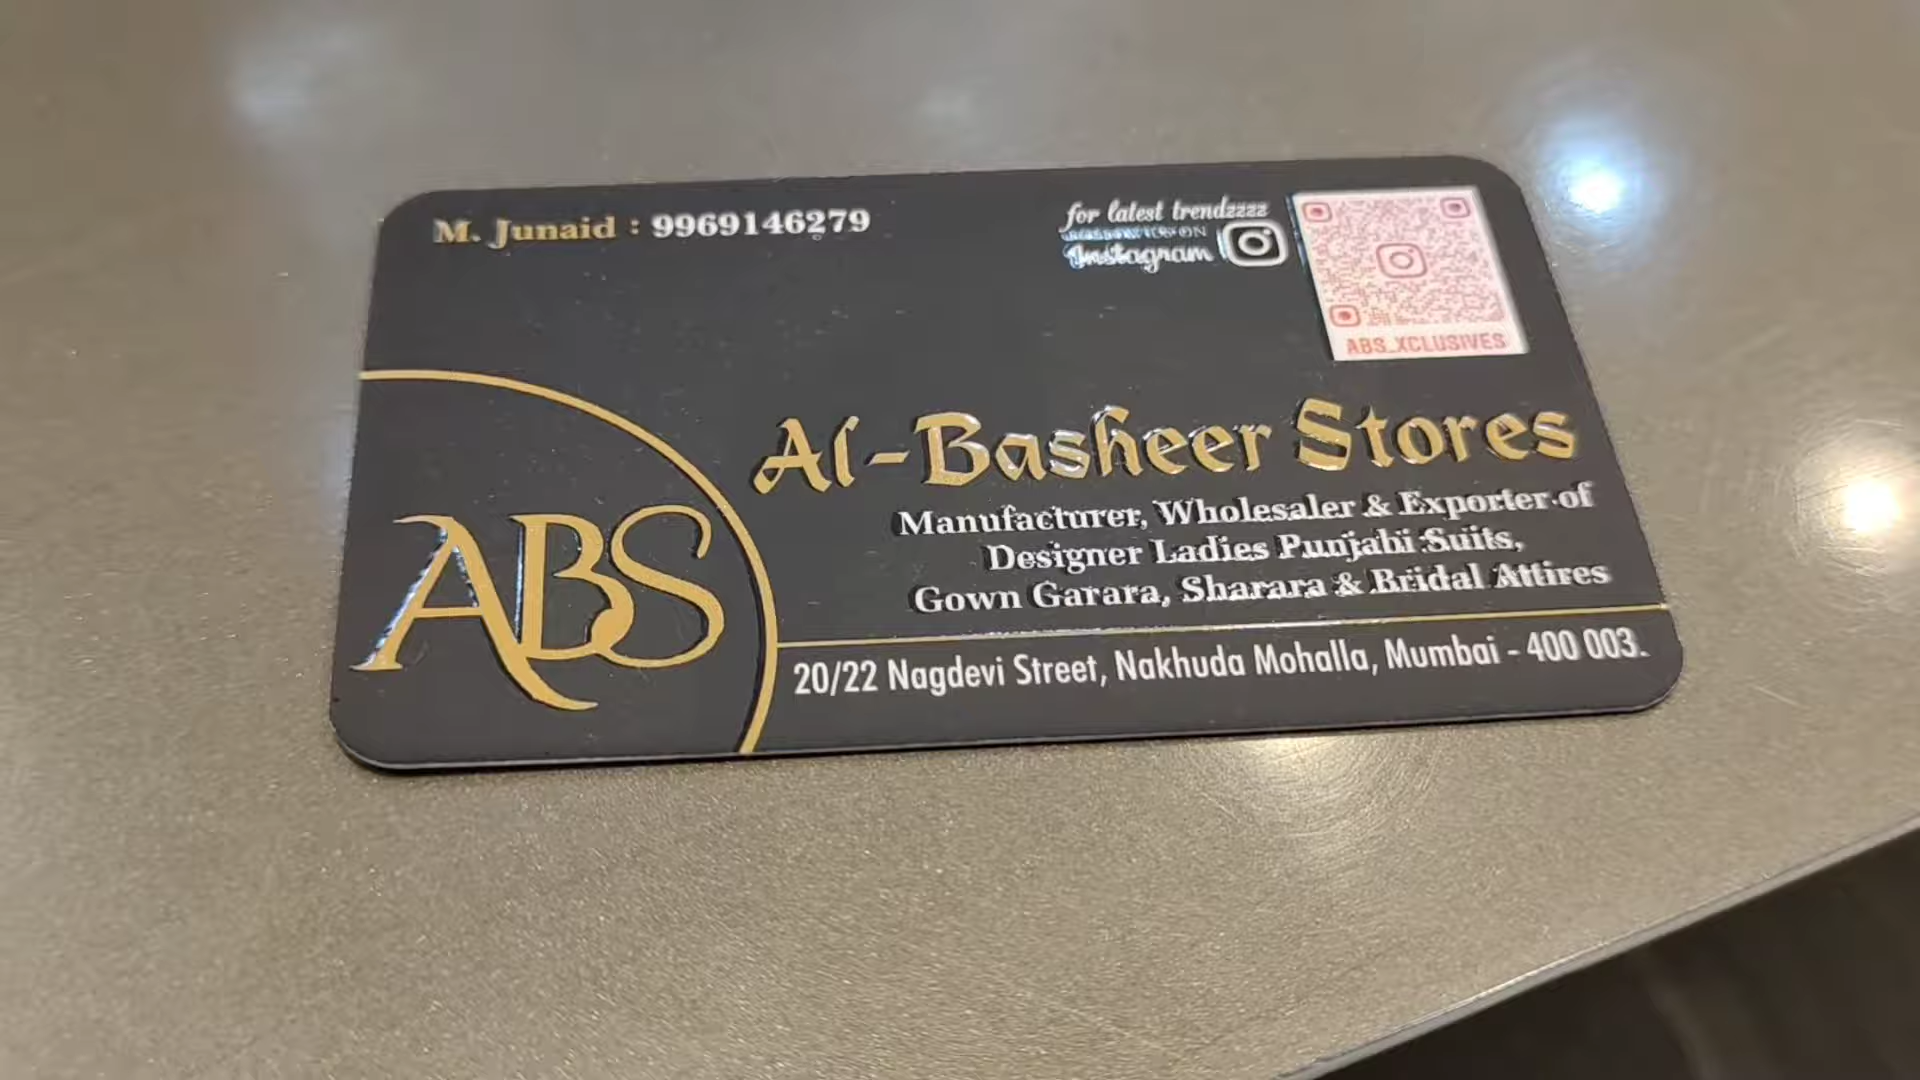 M. Junaid : 9969146279
for latest trendzzzz
ON
Instagram
ABS_XCLUSIVES
Al-Basheer Stores
Manufacturer, Wholesaler & Exporter of
Designer Ladies Punjabi Suits,
Gown Garara, Sharara & Bridal Attires
ABS
20/22 Nagdevi Street, Nakhuda Mohalla, Mumbai - 400 003.